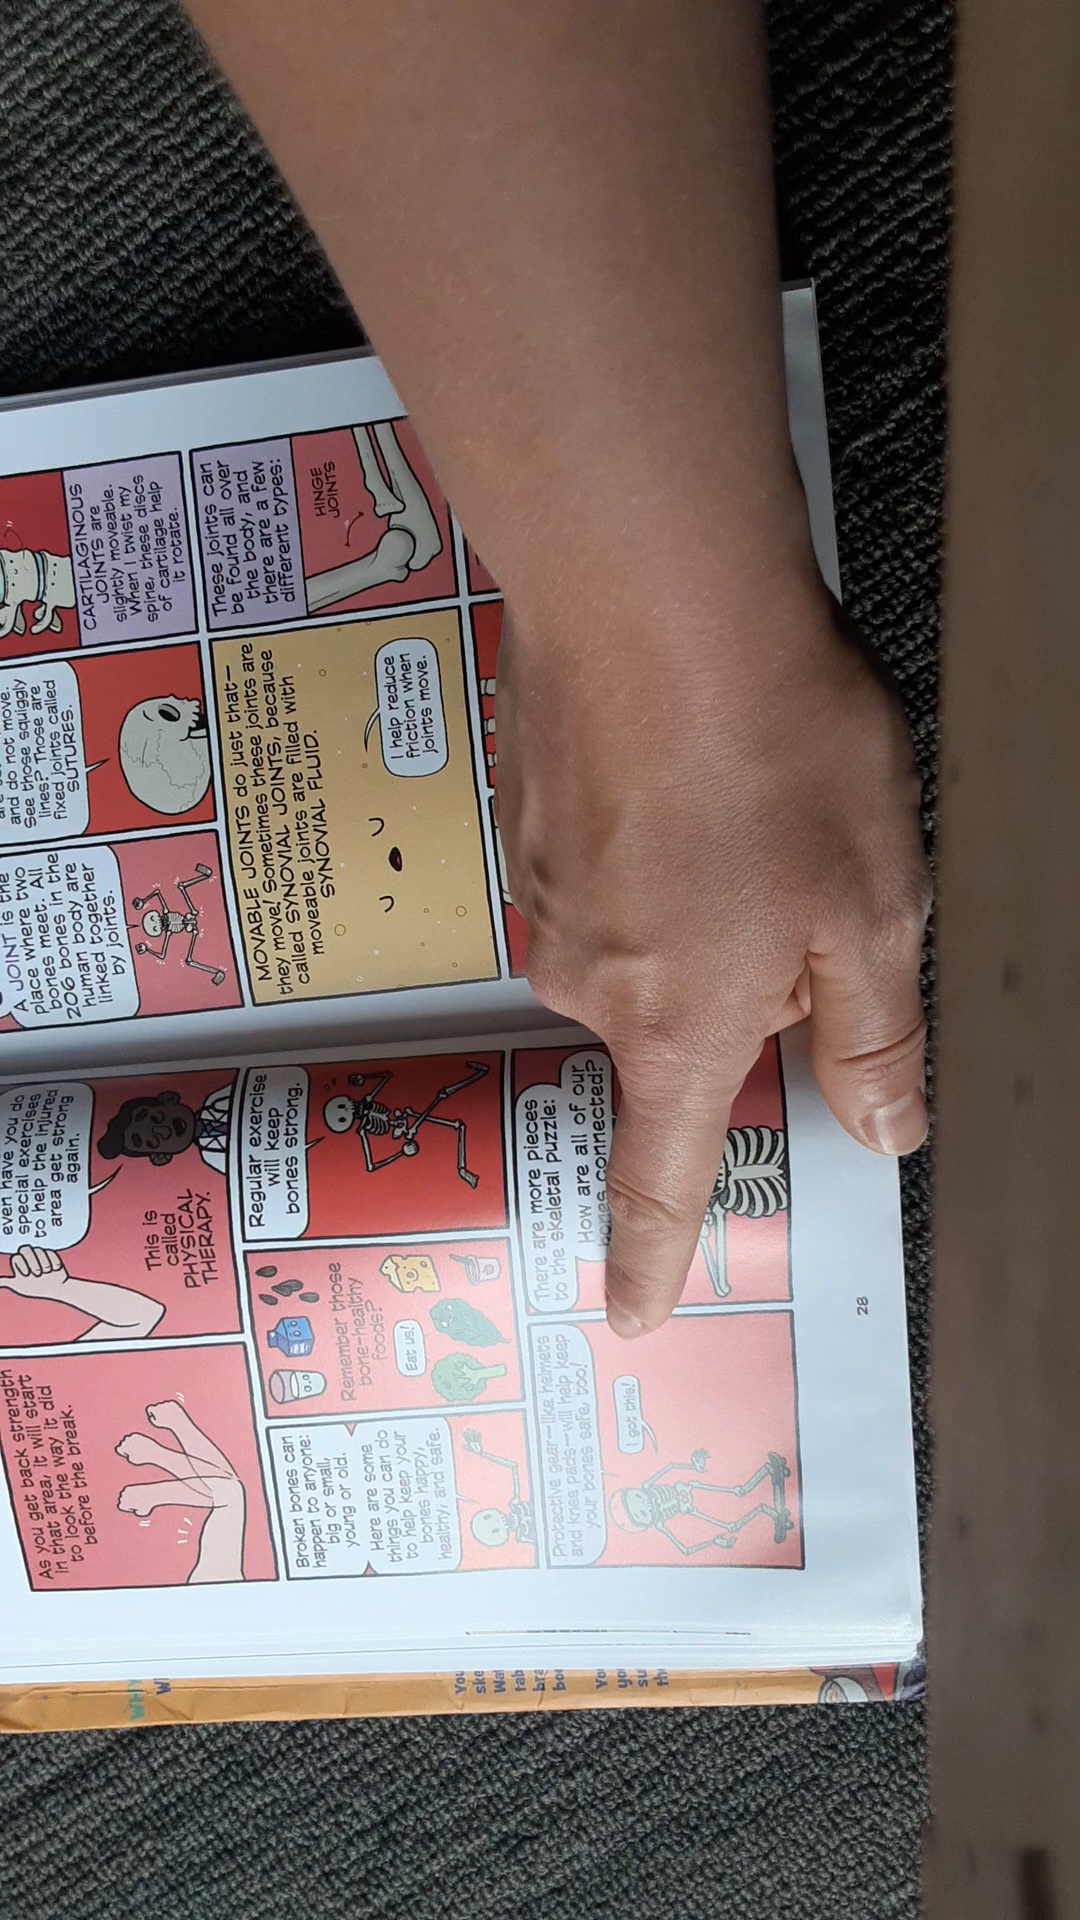 even have you do
special exercises
to help the injured
area get strong
again.
This is
called
PHYSICAL
THERAPY.
As you get back strength
in that area, it will start
to look the way it did
before the break.
Broken bones can
happen to anyone:
big or small,
young or old.
Here are some
things you can do
to help keep your
bones happy,
healthy, and safe.
Remember those
bone-healthy
foods?
Eat us!
Regular exercise
will keep
bones strong.
Protective gear—like helmets
and knee pads—will help keep
your bones safe, too!
I got this!
There are more pieces
to the skeletal puzzle:
How are all of our
bones connected?
28
A JOINT is the
place where two
bones meet. All
206 bones in the
human body are
linked together
by joints.
and do not move.
See those squiggly
lines? Those are
fixed joints called
SUTURES.
CARTILAGINOUS
JOINTS are
slightly moveable.
When I twist my
spine, these discs
of cartilage help
it rotate.
MOVABLE JOINTS do just that—
they move! Sometimes these joints are
called SYNOVIAL JOINTS, because
moveable joints are filled with
SYNOVIAL FLUID.
I help reduce
friction when
joints move.
These joints can
be found all over
the body, and
there are a few
different types:
HINGE
JOINTS